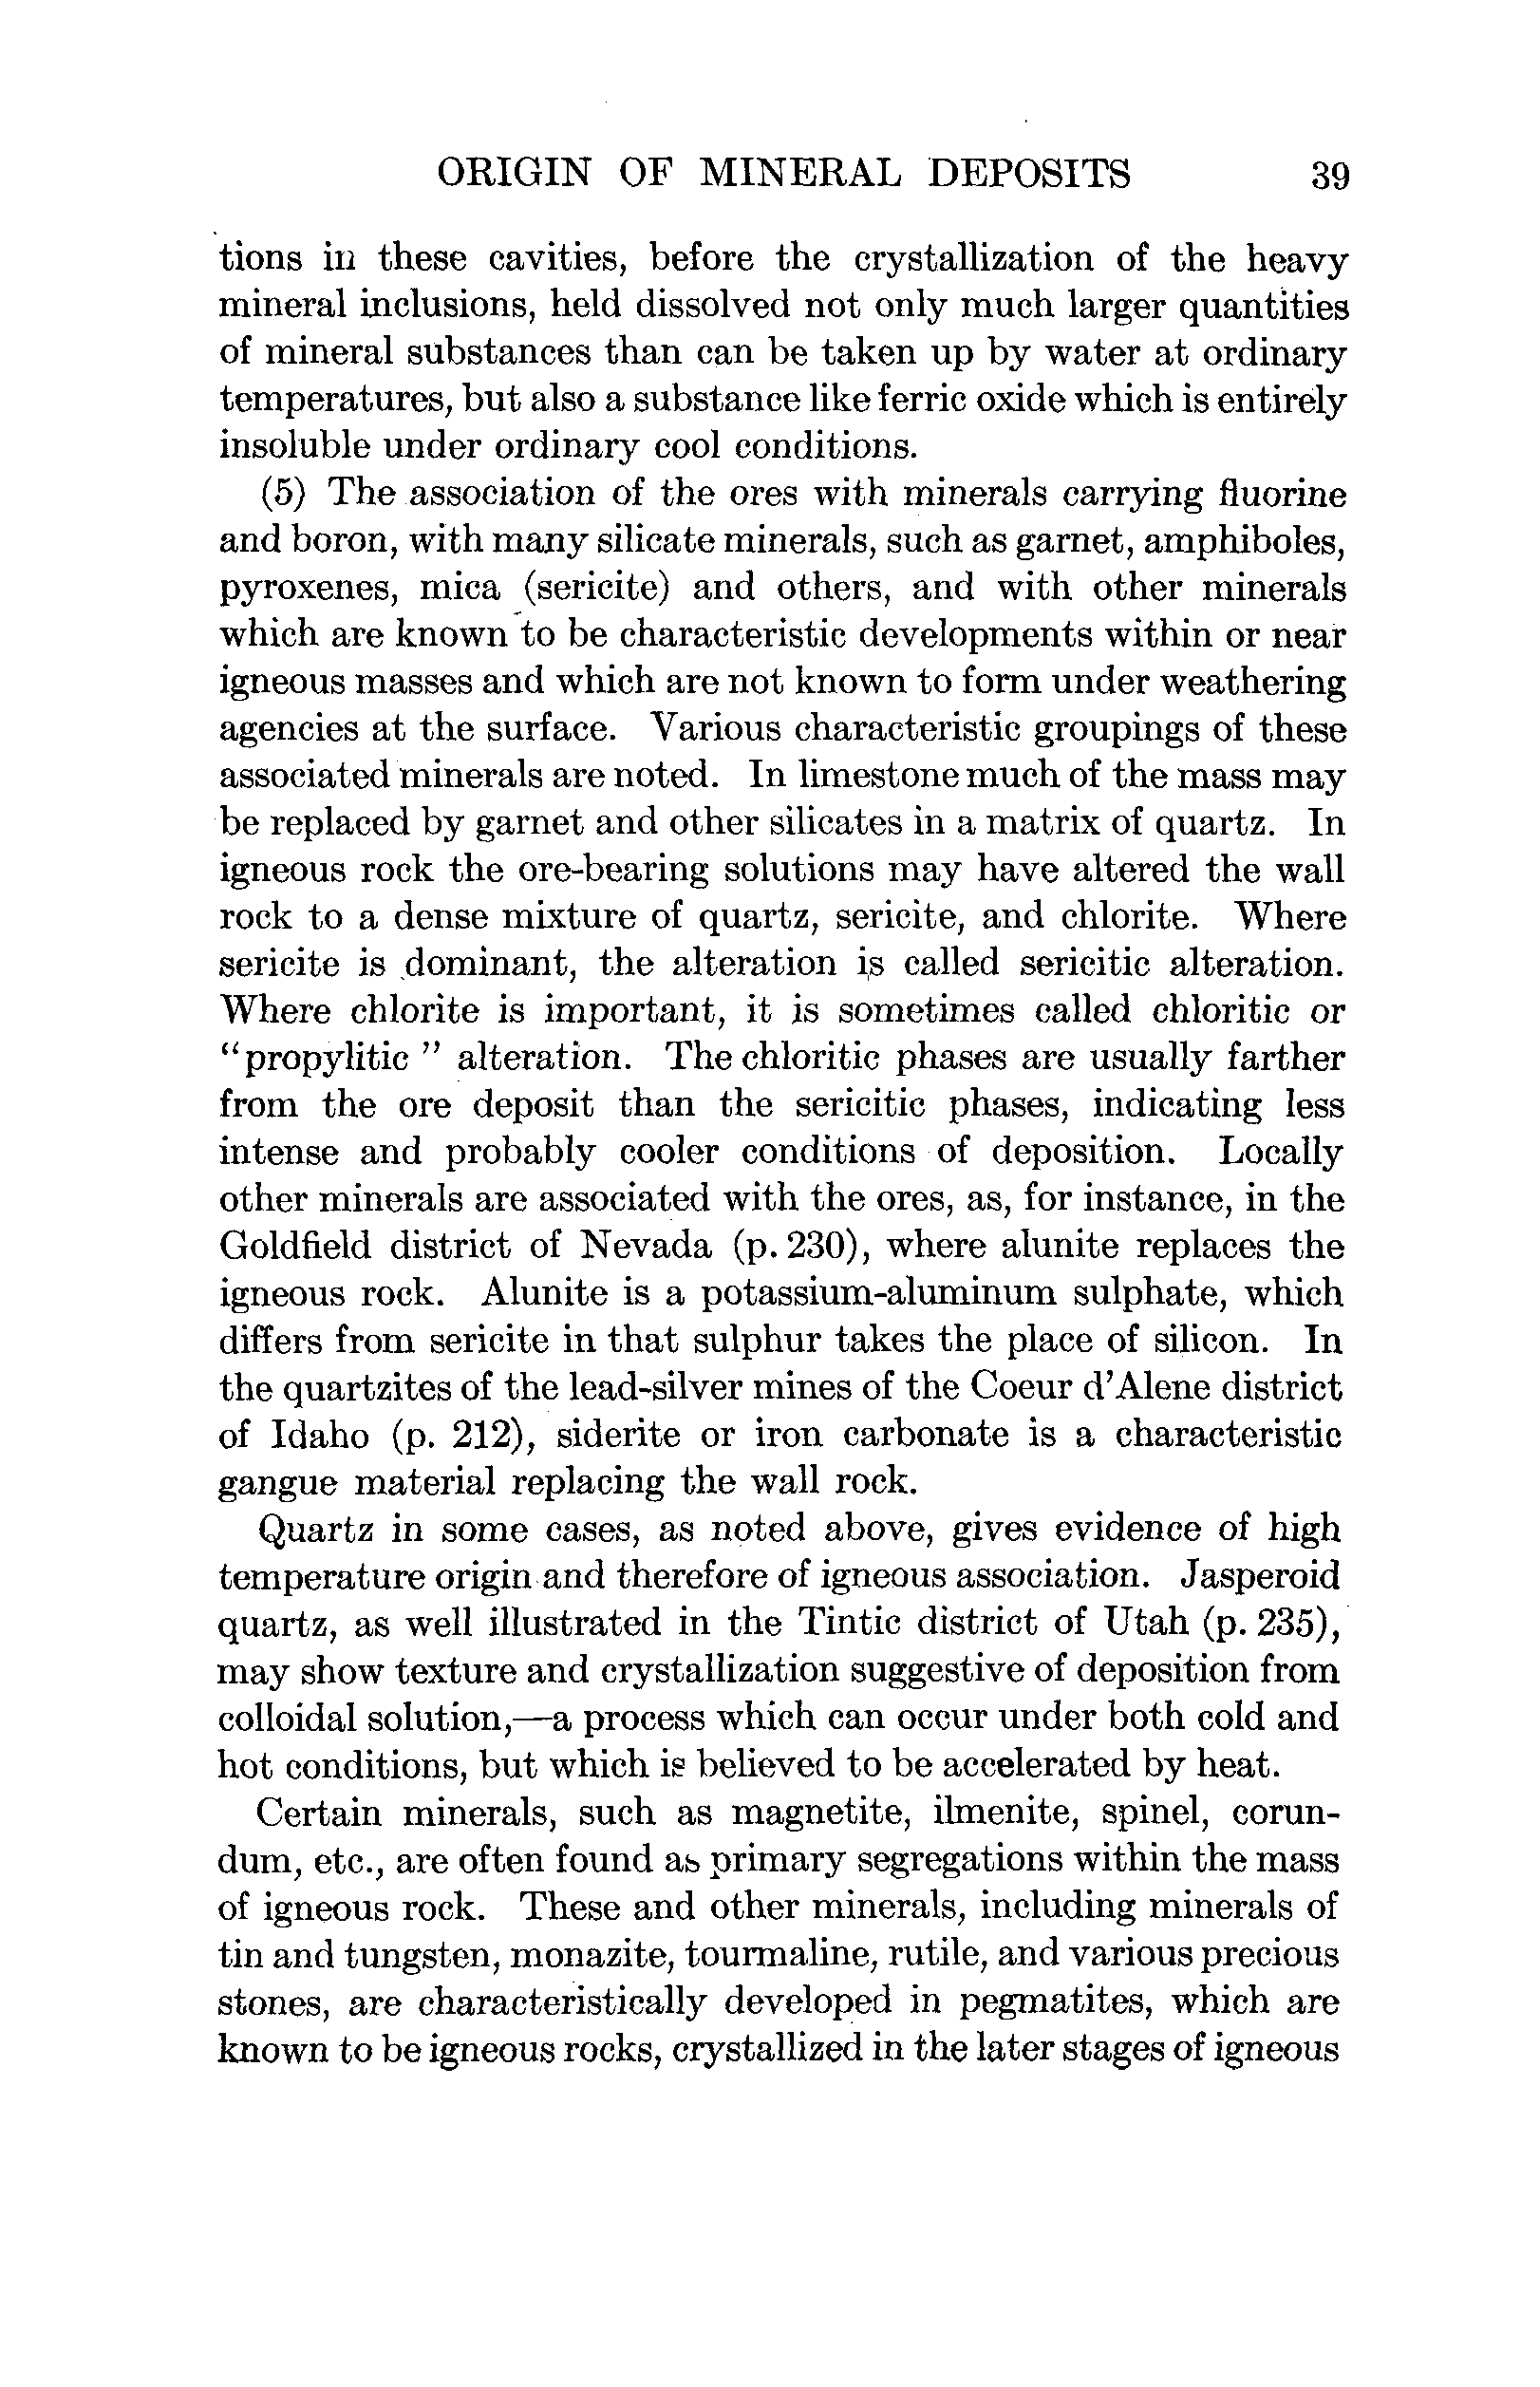 ORIGIN OF MINERAL DEPOSITS 39
tions in these cavities, before the crystallization of the heavy
mineral inclusions, held dissolved not only much larger quantities
of mineral substances than can be taken up by water at ordinary
temperatures, but also a substance like ferric oxide which is entirely
insoluble under ordinary cool conditions.
(5) The association of the ores with minerals carrying fluorine
and boron, with many silicate minerals, such as garnet, amphiboles,
pyroxenes, mica (sericite) and others, and with other minerals
which are known to be characteristic developments within or near
igneous masses and which are not known to form under weathering
agencies at the surface. Various characteristic groupings of these
associated minerals are noted. In limestone much of the mass may
be replaced by garnet and other silicates in a matrix of quartz. In
igneous rock the ore-bearing solutions may have altered the wall
rock to a dense mixture of quartz, sericite, and chlorite. Where
sericite is dominant, the alteration is called sericitic alteration.
Where chlorite is important, it is sometimes called chloritic or
"propylitic " alteration. The chloritic phases are usually farther
from the ore deposit than the sericitic phases, indicating less
intense and probably cooler conditions of deposition. Locally
other minerals are associated with the ores, as, for instance, in the
Goldfield district of Nevada (p. 230), where alunite replaces the
igneous rock. Alunite is a potassium-aluminum sulphate, which
differs from sericite in that sulphur takes the place of silicon. In
the quartzites of the lead-silver mines of the Coeur d'Alene district
of Idaho (p. 212), siderite or iron carbonate is a characteristic
gangue material replacing the wall rock.
Quartz in some cases, as noted above, gives evidence of high
temperature origin and therefore of igneous association. Jasperoid
quartz, as well illustrated in the Tintic district of Utah (p. 235),
may show texture and crystallization suggestive of deposition from
colloidal solution,—a process which can occur under both cold and
hot conditions, but which is believed to be accelerated by heat.
Certain minerals, such as magnetite, ilmenite, spinel, corun-
dum, etc., are often found as primary segregations within the mass
of igneous rock. These and other minerals, including minerals of
tin and tungsten, monazite, tourmaline, rutile, and various precious
stones, are characteristically developed in pegmatites, which are
known to be igneous rocks, crystallized in the later stages of igneous